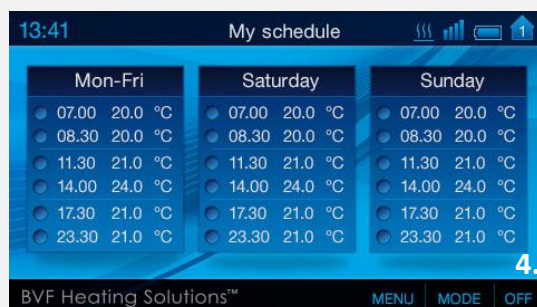 13:41 My schedule 1
Mon-Fri
07.00 20.0 °C
08.30 20.0 °C
11.30 21.0 °C
14.00 24.0 °C
17.30 21.0 °C
23.30 21.0 °C
Saturday
07.00 20.0 °C
08.30 20.0 °C
11.30 21.0 °C
14.00 24.0 °C
17.30 21.0 °C
23.30 21.0 °C
Sunday
07.00 20.0 °C
08.30 20.0 °C
11.30 21.0 °C
14.00 24.0 °C
17.30 21.0 °C
23.30 21.0 °C
4.
BVF Heating Solutions™ MENU MODE OFF